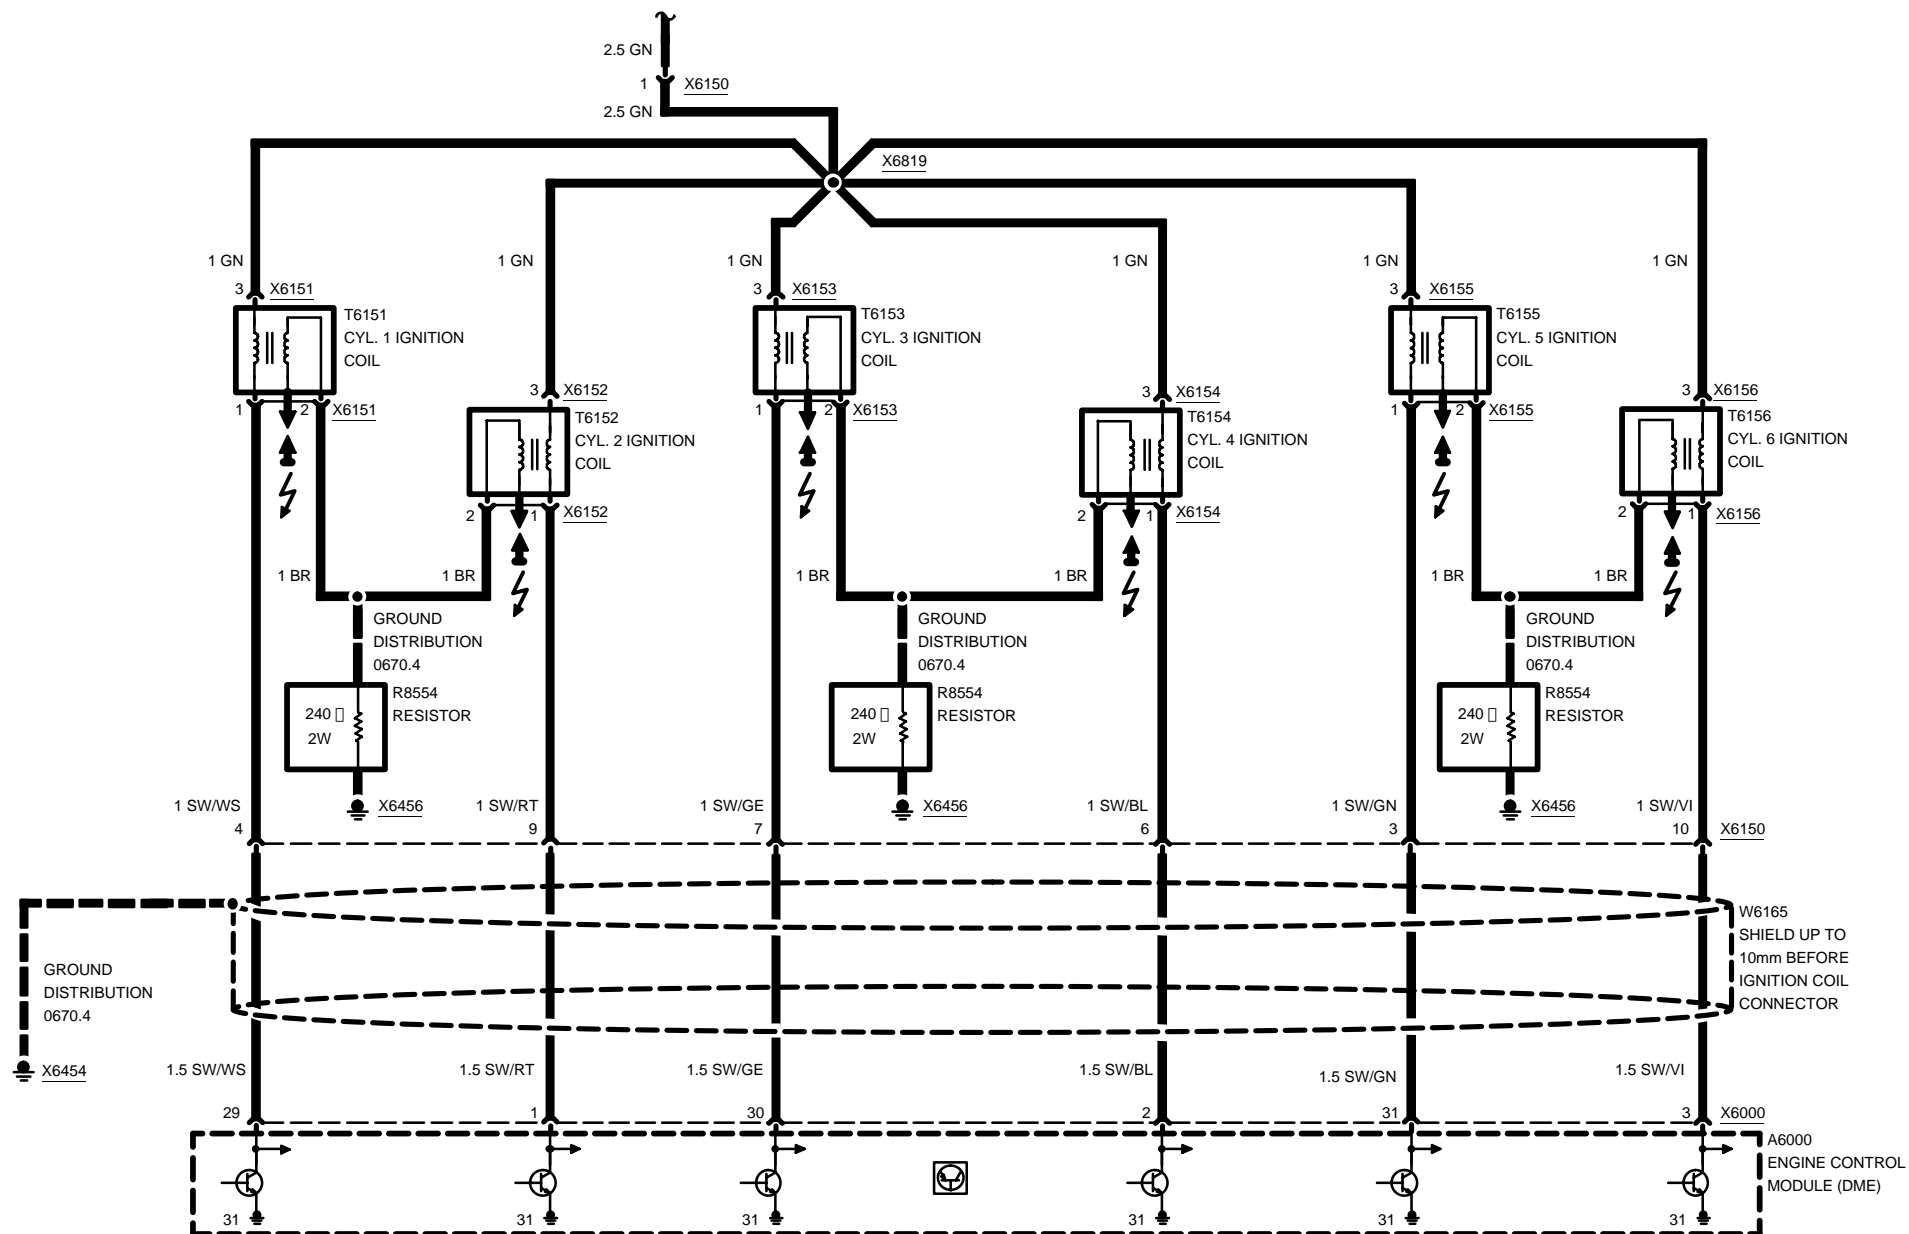 2.5 GN
1 X6150
2.5 GN
X6819
1 GN 1 GN 1 GN 1 GN 1 GN 1 GN
3 X6151 3 X6153 3 X6155
T6151
CYL. 1 IGNITION
COIL
T6153
CYL. 3 IGNITION
COIL
T6155
CYL. 5 IGNITION
COIL
3 X6152 3 X6154 3 X6156
1 2 X6151 1 2 X6153 1 2 X6155
T6152
CYL. 2 IGNITION
COIL
T6154
CYL. 4 IGNITION
COIL
T6156
CYL. 6 IGNITION
COIL
2 1 X6152 2 1 X6154 2 1 X6156
1 BR 1 BR 1 BR 1 BR 1 BR 1 BR
GROUND
DISTRIBUTION
0670.4
GROUND
DISTRIBUTION
0670.4
GROUND
DISTRIBUTION
0670.4
R8554
RESISTOR
240
2W
R8554
RESISTOR
240
2W
R8554
RESISTOR
240
2W
1 SW/WS X6456 1 SW/RT 1 SW/GE X6456 1 SW/BL 1 SW/GN X6456 1 SW/VI
4 9 7 6 3 10 X6150
W6165
SHIELD UP TO
10mm BEFORE
IGNITION COIL
CONNECTOR
GROUND
DISTRIBUTION
0670.4
X6454
1.5 SW/WS 1.5 SW/RT 1.5 SW/GE 1.5 SW/BL 1.5 SW/GN 1.5 SW/VI
29 1 30 2 31 3 X6000
A6000
ENGINE CONTROL
MODULE (DME)
31 31 31 31 31 31